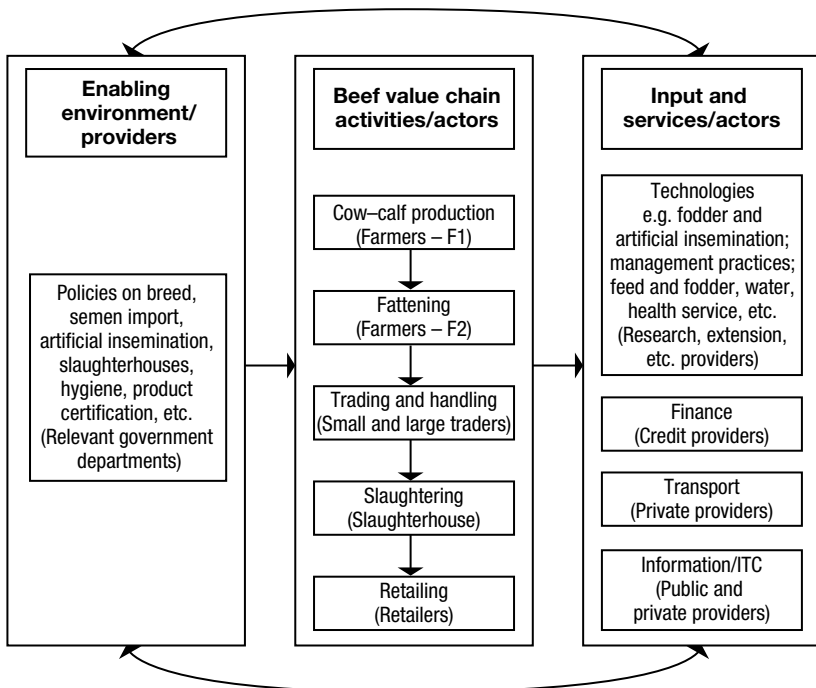 Enabling
environment/
providers
Policies on breed,
semen import,
artificial insemination,
slaughterhouses,
hygiene, product
certification, etc.
(Relevant government
departments)
Beef value chain
activities/actors
Cow–calf production
(Farmers – F1)
Fattening
(Farmers – F2)
Trading and handling
(Small and large traders)
Slaughtering
(Slaughterhouse)
Retailing
(Retailers)
Input and
services/actors
Technologies
e.g. fodder and
artificial insemination;
management practices;
feed and fodder, water,
health service, etc.
(Research, extension,
etc. providers)
Finance
(Credit providers)
Transport
(Private providers)
Information/ITC
(Public and
private providers)